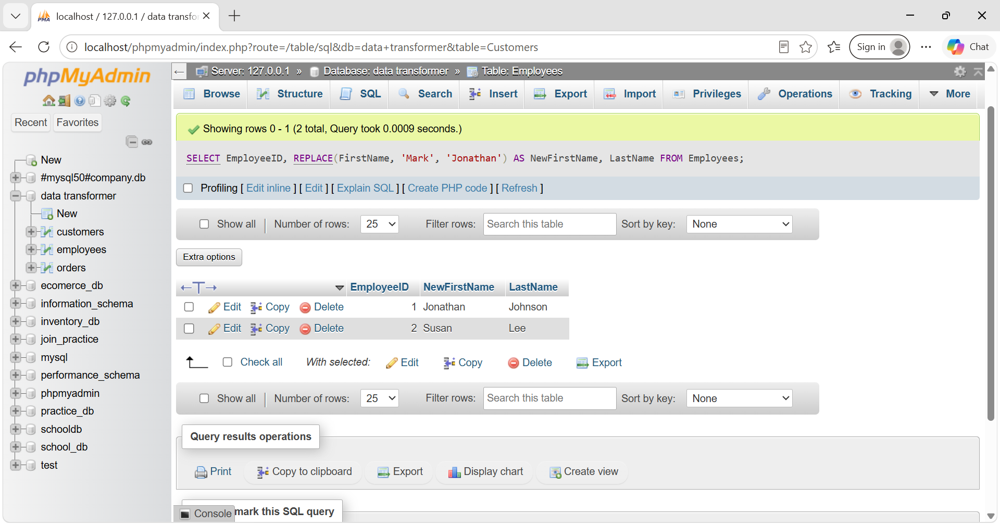 localhost / 127.0.0.1 / data transfo
localhost/phpmyadmin/index.php?route=/table/sql&db=data+transformer&table=Customers
Sign in
Chat
phpMyAdmin
Recent
Favorites
New
#mysql50#company.db
data transformer
New
customers
employees
orders
ecomerce_db
information_schema
inventory_db
join_practice
mysql
performance_schema
phpmyadmin
practice_db
schooldb
school_db
test
Server: 127.0.0.1 » Database: data transformer » Table: Employees
Browse Structure SQL Search Insert Export Import Privileges Operations Tracking More
Showing rows 0 - 1 (2 total, Query took 0.0009 seconds.)
SELECT EmployeeID, REPLACE(FirstName, 'Mark', 'Jonathan') AS NewFirstName, LastName FROM Employees;
Profiling [ Edit inline ] [ Edit ] [ Explain SQL ] [ Create PHP code ] [ Refresh ]
Show all | Number of rows: 25 Filter rows: Search this table Sort by key: None
Extra options
←T→ EmployeeID NewFirstName LastName
Edit Copy Delete 1 Jonathan Johnson
Edit Copy Delete 2 Susan Lee
Check all With selected: Edit Copy Delete Export
Show all | Number of rows: 25 Filter rows: Search this table Sort by key: None
Query results operations
Print Copy to clipboard Export Display chart Create view
Console
mark this SQL query